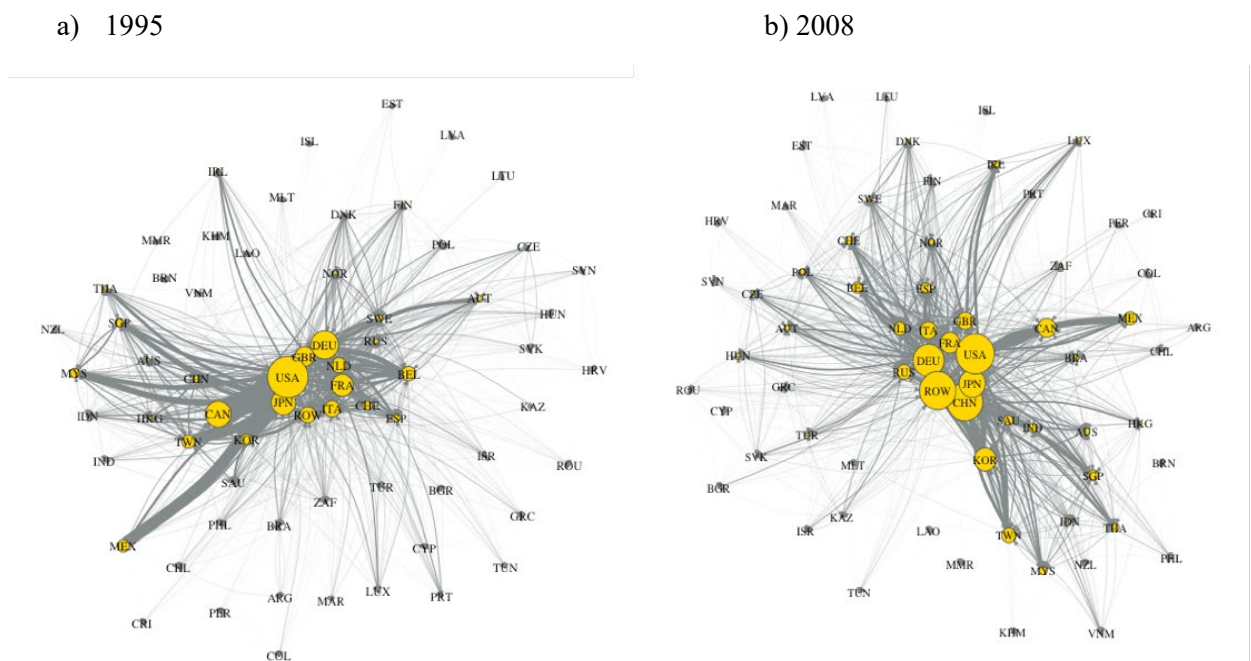 a) 1995
b) 2008
EST
ISL
LVA
IRL
LTU
MLT
DNK
FIN
MMR
KHM
LAO
POL
CZE
NOR
SVN
BRN
VNM
THA
AUT
SGP
SWE
HUN
NZL
RUS
DEU
GBR
SVK
AUS
NLD
HRV
MYS
CHN
USA
BEL
FRA
JPN
CHE
KAZ
IDN
HKG
CAN
ROW
ITA
ESP
TWN
KOR
IND
ISR
ROU
SAU
TUR
BGR
ZAF
PHL
BRA
GRC
MEX
CYP
CHL
TUN
ARG
MAR
LUX
PRT
PER
CRI
COL
LVA
LTU
ISL
EST
DNK
LUX
IRL
FIN
PRT
SWE
MAR
HRV
CRI
PER
CHE
NOR
ZAF
COL
SVN
POL
BEL
ESP
CZE
MEX
AUT
NLD
ITA
GBR
CAN
ARG
FRA
HUN
DEU
USA
BRA
CHL
RUS
ROU
GRC
ROW
JPN
CHN
CYP
SAU
IND
AUS
HKG
TUR
SVK
MLT
KOR
BRN
BGR
SGP
KAZ
ISR
LAO
IDN
THA
TWN
MMR
MYS
NZL
PHL
TUN
KHM
VNM